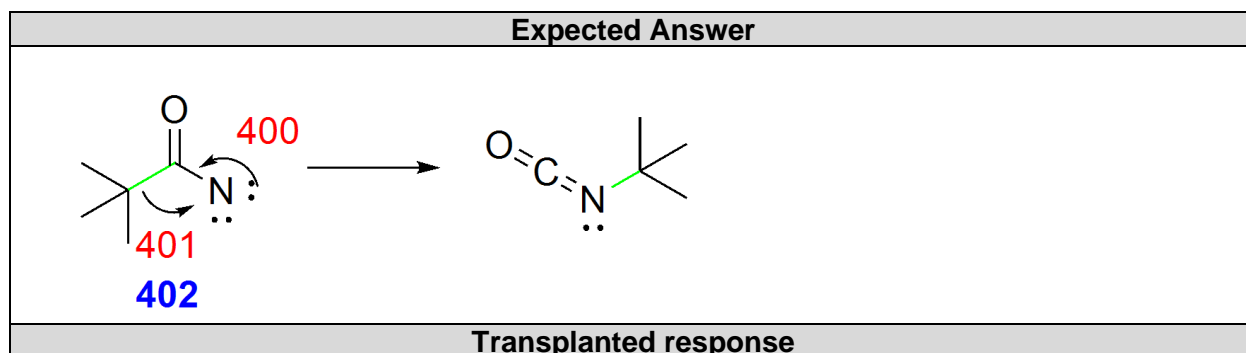 Expected Answer
O
400
O
C
N
N
401
402
Transplanted response